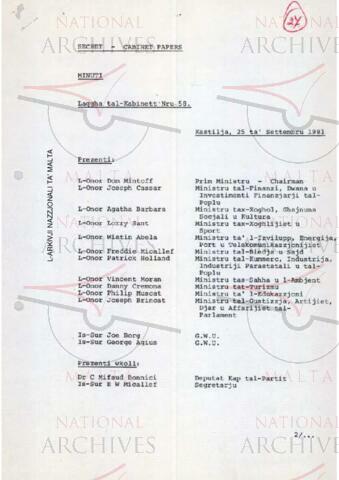 NATIONAL
ARCHIVES
24
SECRET - CABINET PAPERS
MINUTI
Laqgha tal-Kabinett Nru 58.
Kastilja, 25 ta' Settembru 1981
L-ARKIVJI NAZZJONALI TA' MALTA
Prezenti:
L-Onor Dom Mintoff Prim Ministru - Chairman
L-Onor Joseph Cassar Ministru tal-Finanzi, Dwana u
Investimenti Finanzjarji tal-
Poplu
L-Onor Agatha Barbara Ministru tax-Xoghol, Ghajnuna
Socjali u Kultura
L-Onor Lorry Sant Ministru tax-Xoghlijiet u
Sport
L-Onor Wistin Abela Ministru ta' l-Izvilupp, Energija,
Port u Telekomunikazzjonijiet
L-Onor Freddie Micallef Ministru tal-Biedja u Sajd
L-Onor Patrick Holland Ministru tal-Kummerc, Industrija,
Industriji Parastatali u tal-
Poplu
L-Onor Vincent Moran Ministru tas-Sahha u l-Ambjent
L-Onor Danny Cremona Ministru tat-Turizmu
L-Onor Philip Muscat Ministru ta' l-Edukazzjoni
L-Onor Joseph Brincat Ministru tal-Gustizzja, Artijiet,
Djar u Affarijiet tal-
Parlament
Is-Sur Joe Borg G.W.U.
Is-Sur George Agius G.W.U.
Prezenti wkoll:
Dr C Mifsud Bonnici Deputat Kap tal-Partit
Is-Sur E W Micallef Segretarju
MALTA
2/...
NATIONAL
ARCHIVES